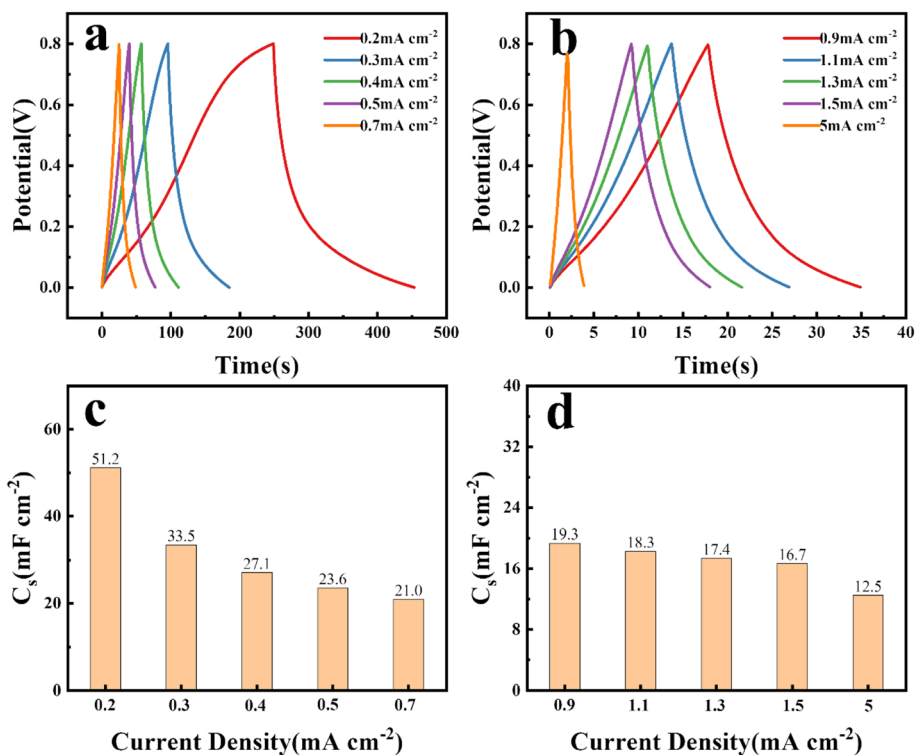 a
0.2mA cm⁻²
0.3mA cm⁻²
0.4mA cm⁻²
0.5mA cm⁻²
0.7mA cm⁻²
0.8
0.6
0.4
0.2
0.0
Potential(V)
0 100 200 300 400 500
Time(s)
b
0.9mA cm⁻²
1.1mA cm⁻²
1.3mA cm⁻²
1.5mA cm⁻²
5mA cm⁻²
0.8
0.6
0.4
0.2
0.0
Potential(V)
0 5 10 15 20 25 30 35 40
Time(s)
c
60
40
20
0
Cₛ(mF cm⁻²)
51.2
33.5
27.1
23.6
21.0
0.2 0.3 0.4 0.5 0.7
Current Density(mA cm⁻²)
d
40
32
24
16
8
0
Cₛ(mF cm⁻²)
19.3
18.3
17.4
16.7
12.5
0.9 1.1 1.3 1.5 5
Current Density(mA cm⁻²)